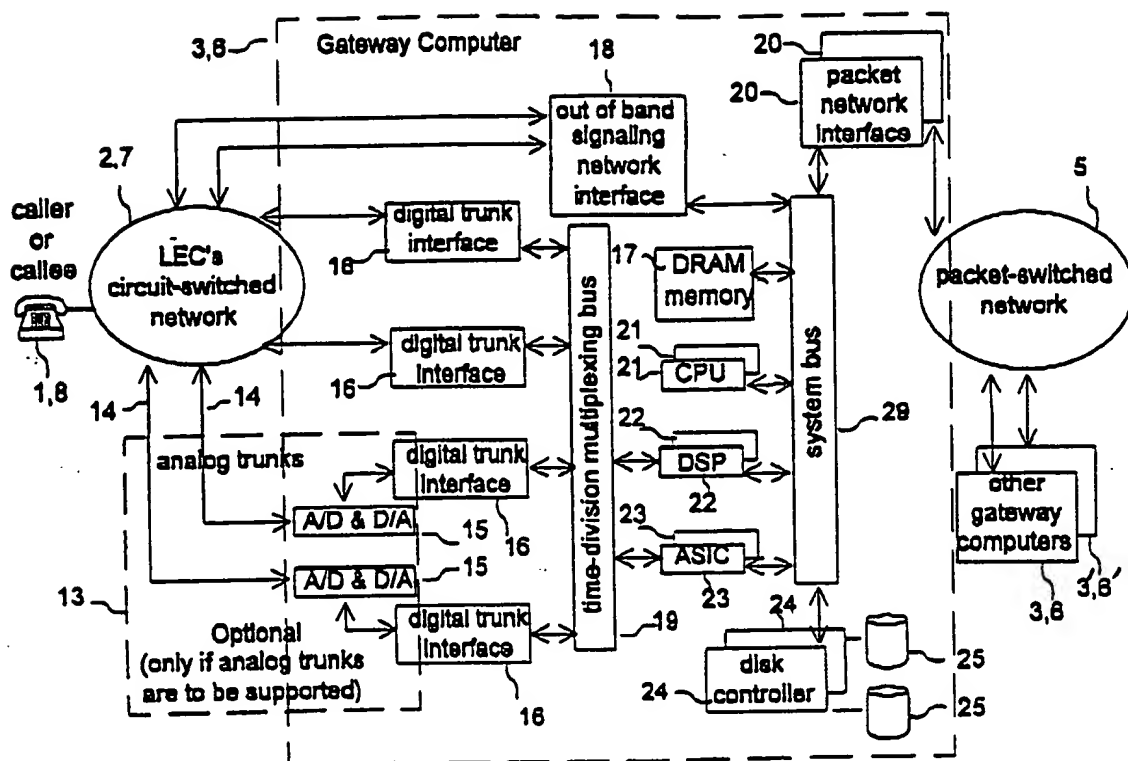 3,6
Gateway Computer
18
out of band
signaling
network
interface
20
20
packet
network
interface
2,7
caller
or
callee
LEC's
circuit-switched
network
1,8
digital trunk
interface
16
digital trunk
interface
16
14
14
analog trunks
digital trunk
interface
16
A/D & D/A
15
A/D & D/A
15
13
Optional
(only if analog trunks
are to be supported)
digital trunk
interface
16
time-division multiplexing bus
19
17
DRAM
memory
21
21
CPU
22
DSP
22
23
ASIC
23
system bus
29
24
24
disk
controller
25
25
5
packet-switched
network
other
gateway
computers
3',6'
3,6